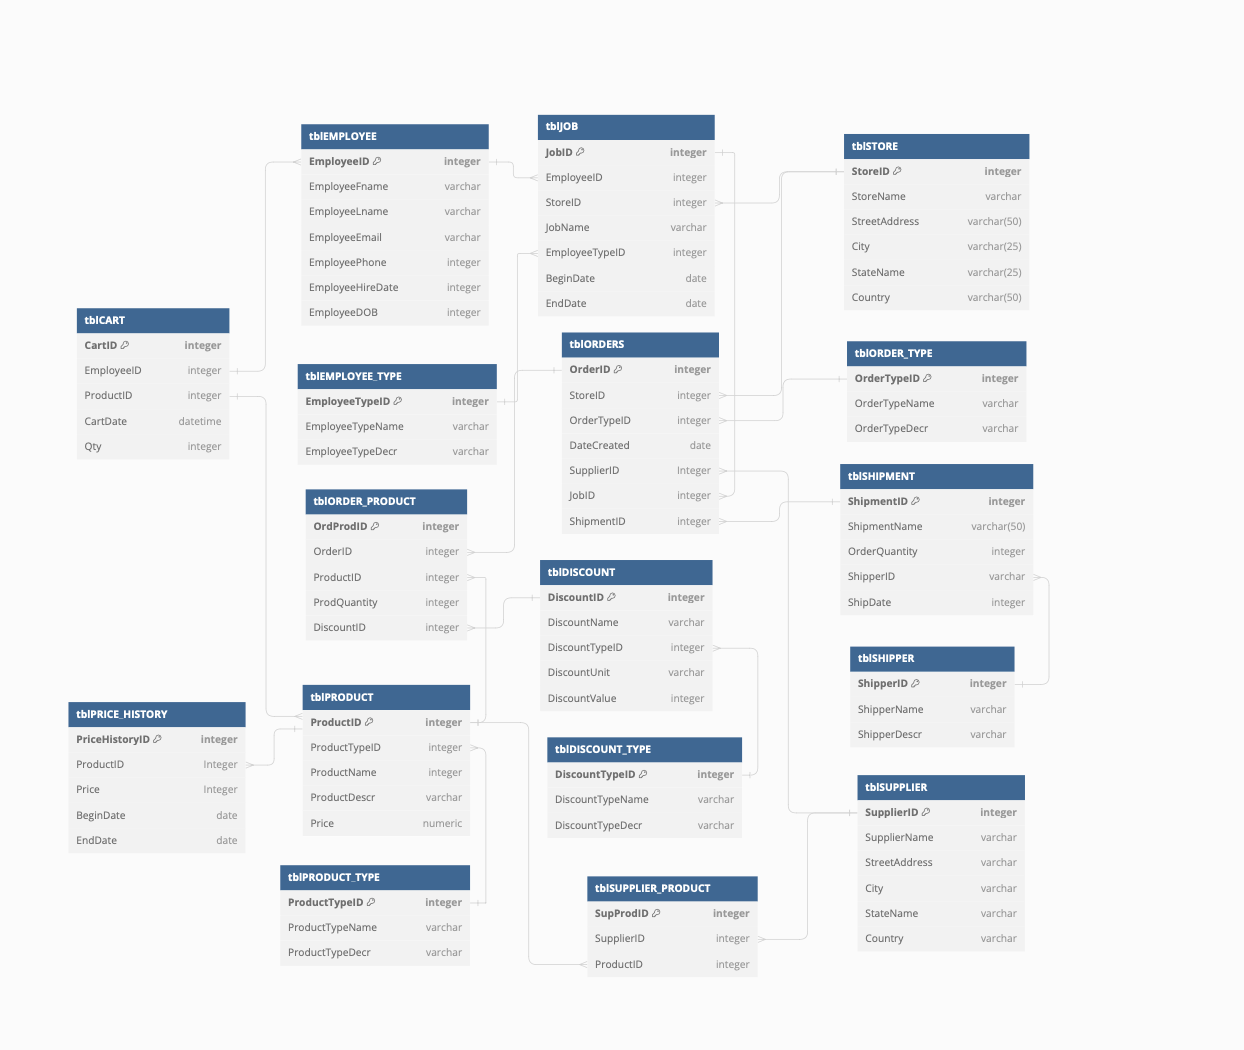 tblEMPLOYEE
EmployeeID integer
EmployeeFname varchar
EmployeeLname varchar
EmployeeEmail varchar
EmployeePhone integer
EmployeeHireDate integer
EmployeeDOB integer
tblJOB
JobID integer
EmployeeID integer
StoreID integer
JobName varchar
EmployeeTypeID integer
BeginDate date
EndDate date
tblSTORE
StoreID integer
StoreName varchar
StreetAddress varchar(50)
City varchar(25)
StateName varchar(25)
Country varchar(50)
tblCART
CartID integer
EmployeeID integer
ProductID integer
CartDate datetime
Qty integer
tblEMPLOYEE_TYPE
EmployeeTypeID integer
EmployeeTypeName varchar
EmployeeTypeDecr varchar
tblORDERS
OrderID integer
StoreID integer
OrderTypeID integer
DateCreated date
SupplierID Integer
JobID integer
ShipmentID integer
tblORDER_TYPE
OrderTypeID integer
OrderTypeName varchar
OrderTypeDecr varchar
tblSHIPMENT
ShipmentID integer
ShipmentName varchar(50)
OrderQuantity integer
ShipperID varchar
ShipDate integer
tblORDER_PRODUCT
OrdProdID integer
OrderID integer
ProductID integer
ProdQuantity integer
DiscountID integer
tblDISCOUNT
DiscountID integer
DiscountName varchar
DiscountTypeID integer
DiscountUnit varchar
DiscountValue integer
tblSHIPPER
ShipperID integer
ShipperName varchar
ShipperDescr varchar
tblPRICE_HISTORY
PriceHistoryID integer
ProductID Integer
Price Integer
BeginDate date
EndDate date
tblPRODUCT
ProductID integer
ProductTypeID integer
ProductName integer
ProductDescr varchar
Price numeric
tblDISCOUNT_TYPE
DiscountTypeID integer
DiscountTypeName varchar
DiscountTypeDecr varchar
tblSUPPLIER
SupplierID integer
SupplierName varchar
StreetAddress varchar
City varchar
StateName varchar
Country varchar
tblPRODUCT_TYPE
ProductTypeID integer
ProductTypeName varchar
ProductTypeDecr varchar
tblSUPPLIER_PRODUCT
SupProdID integer
SupplierID integer
ProductID integer